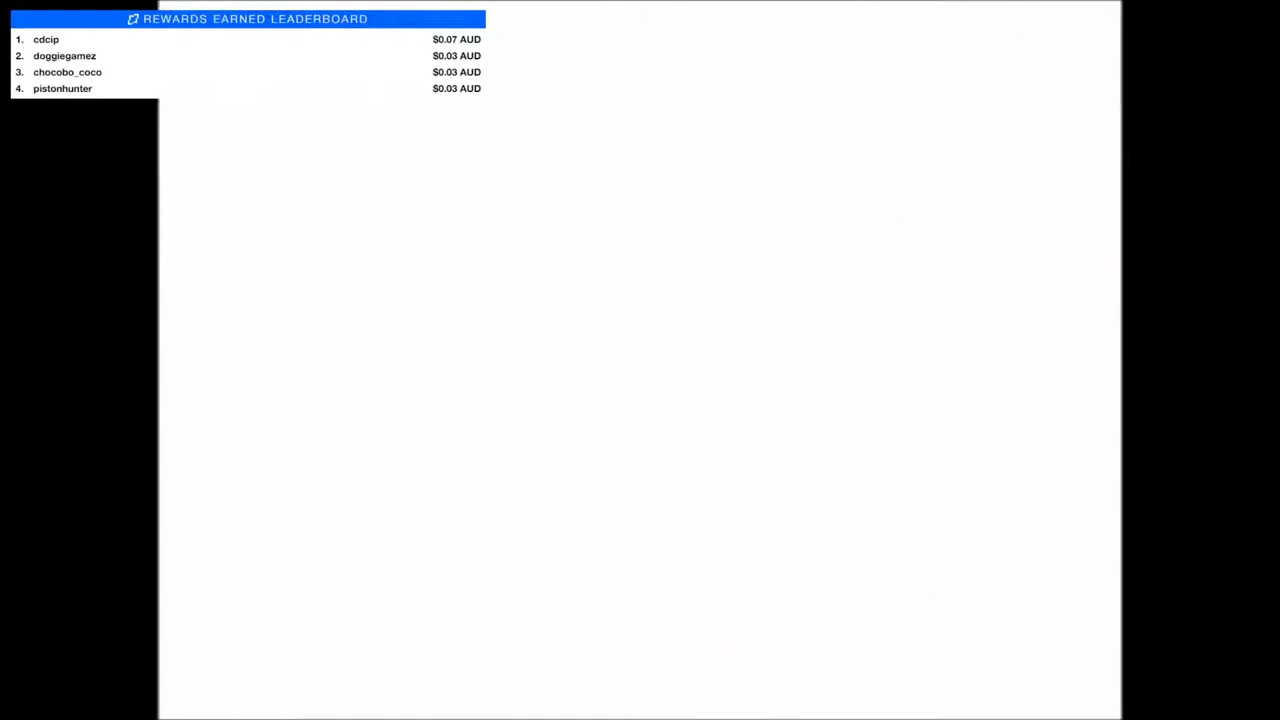 REWARDS EARNED LEADERBOARD
1. cdcip $0.07 AUD
2. doggiegamez $0.03 AUD
3. chocobo_coco $0.03 AUD
4. pistonhunter $0.03 AUD